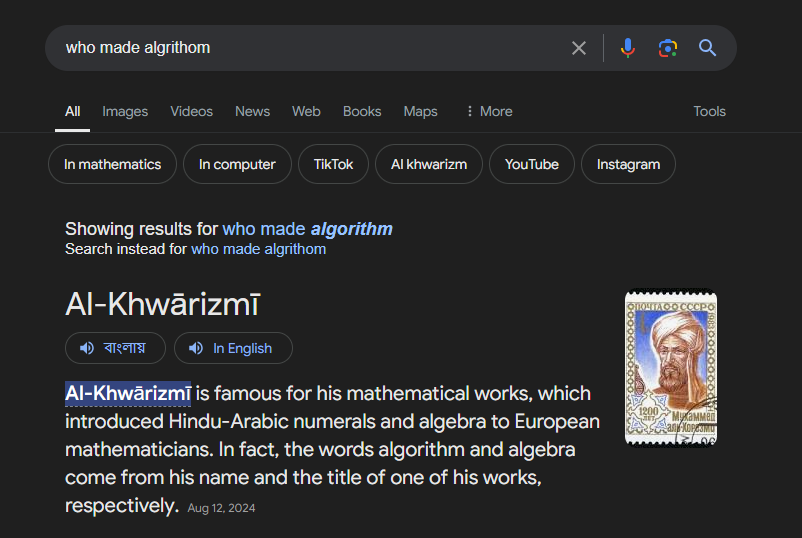 who made algrithom
All Images Videos News Web Books Maps More Tools
In mathematics In computer TikTok Al khwarizm YouTube Instagram
Showing results for who made algorithm
Search instead for who made algrithom
Al-Khwārizmī
বাংলায় In English
Al-Khwārizmī is famous for his mathematical works, which
introduced Hindu-Arabic numerals and algebra to European
mathematicians. In fact, the words algorithm and algebra
come from his name and the title of one of his works,
respectively. Aug 12, 2024
ПОЧТА СССР
1983
1200
ЛЕТ
Мухаммед
аль-Хорезми